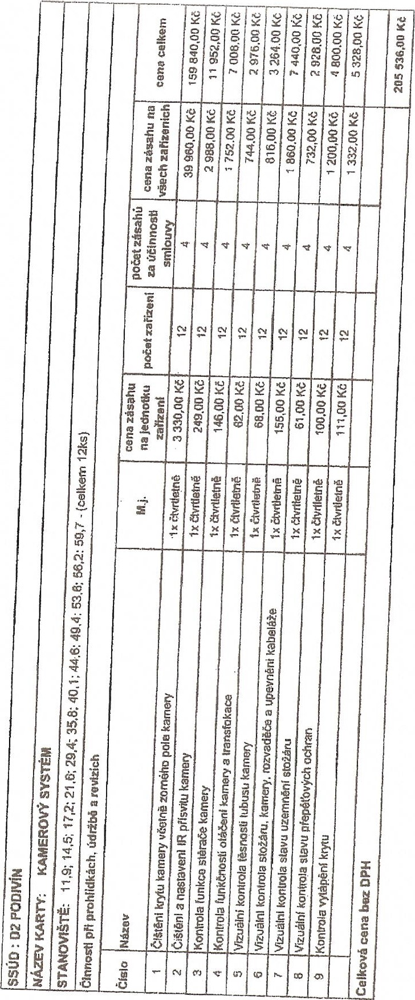 SSÚD : D2 PODIVÍN
NÁZEV KARTY: KAMEROVÝ SYSTÉM
STANOVIŠTĚ: 11,9; 14,5; 17,2; 21,6; 29,4; 35,8; 40,1; 44,6; 49,4; 53,6; 56,2; 59,7 - (celkem 12ks)
Činnosti při prohlídkách, údržbě a revizích
Číslo Název M.j. cena zásahu na jednotku zařízení počet zařízení počet zásahů za účinnosti smlouvy cena zásahu na všech zařízeních cena celkem
1 Čištění krytu kamery včetně zorného pole kamery 1x čtvrtletně 3 330,00 Kč 12 4 39 960,00 Kč 159 840,00 Kč
2 Čištění a nastavení IR přísvitu kamery 1x čtvrtletně 249,00 Kč 12 4 2 988,00 Kč 11 952,00 Kč
3 Kontrola funkce stěrače kamery 1x čtvrtletně 146,00 Kč 12 4 1 752,00 Kč 7 008,00 Kč
4 Kontrola funkčnosti otáčení kamery a transfokace 1x čtvrtletně 62,00 Kč 12 4 744,00 Kč 2 976,00 Kč
5 Vizuální kontrola těsnosti tubusu kamery 1x čtvrtletně 68,00 Kč 12 4 816,00 Kč 3 264,00 Kč
6 Vizuální kontrola stožáru, kamery, rozvaděče a upevnění kabeláže 1x čtvrtletně 155,00 Kč 12 4 1 860,00 Kč 7 440,00 Kč
7 Vizuální kontrola stavu uzemnění stožáru 1x čtvrtletně 61,00 Kč 12 4 732,00 Kč 2 928,00 Kč
8 Vizuální kontrola stavu přepěťových ochran 1x čtvrtletně 100,00 Kč 12 4 1 200,00 Kč 4 800,00 Kč
9 Kontrola vytápění krytu 1x čtvrtletně 111,00 Kč 12 4 1 332,00 Kč 5 328,00 Kč
Celková cena bez DPH 205 536,00 Kč